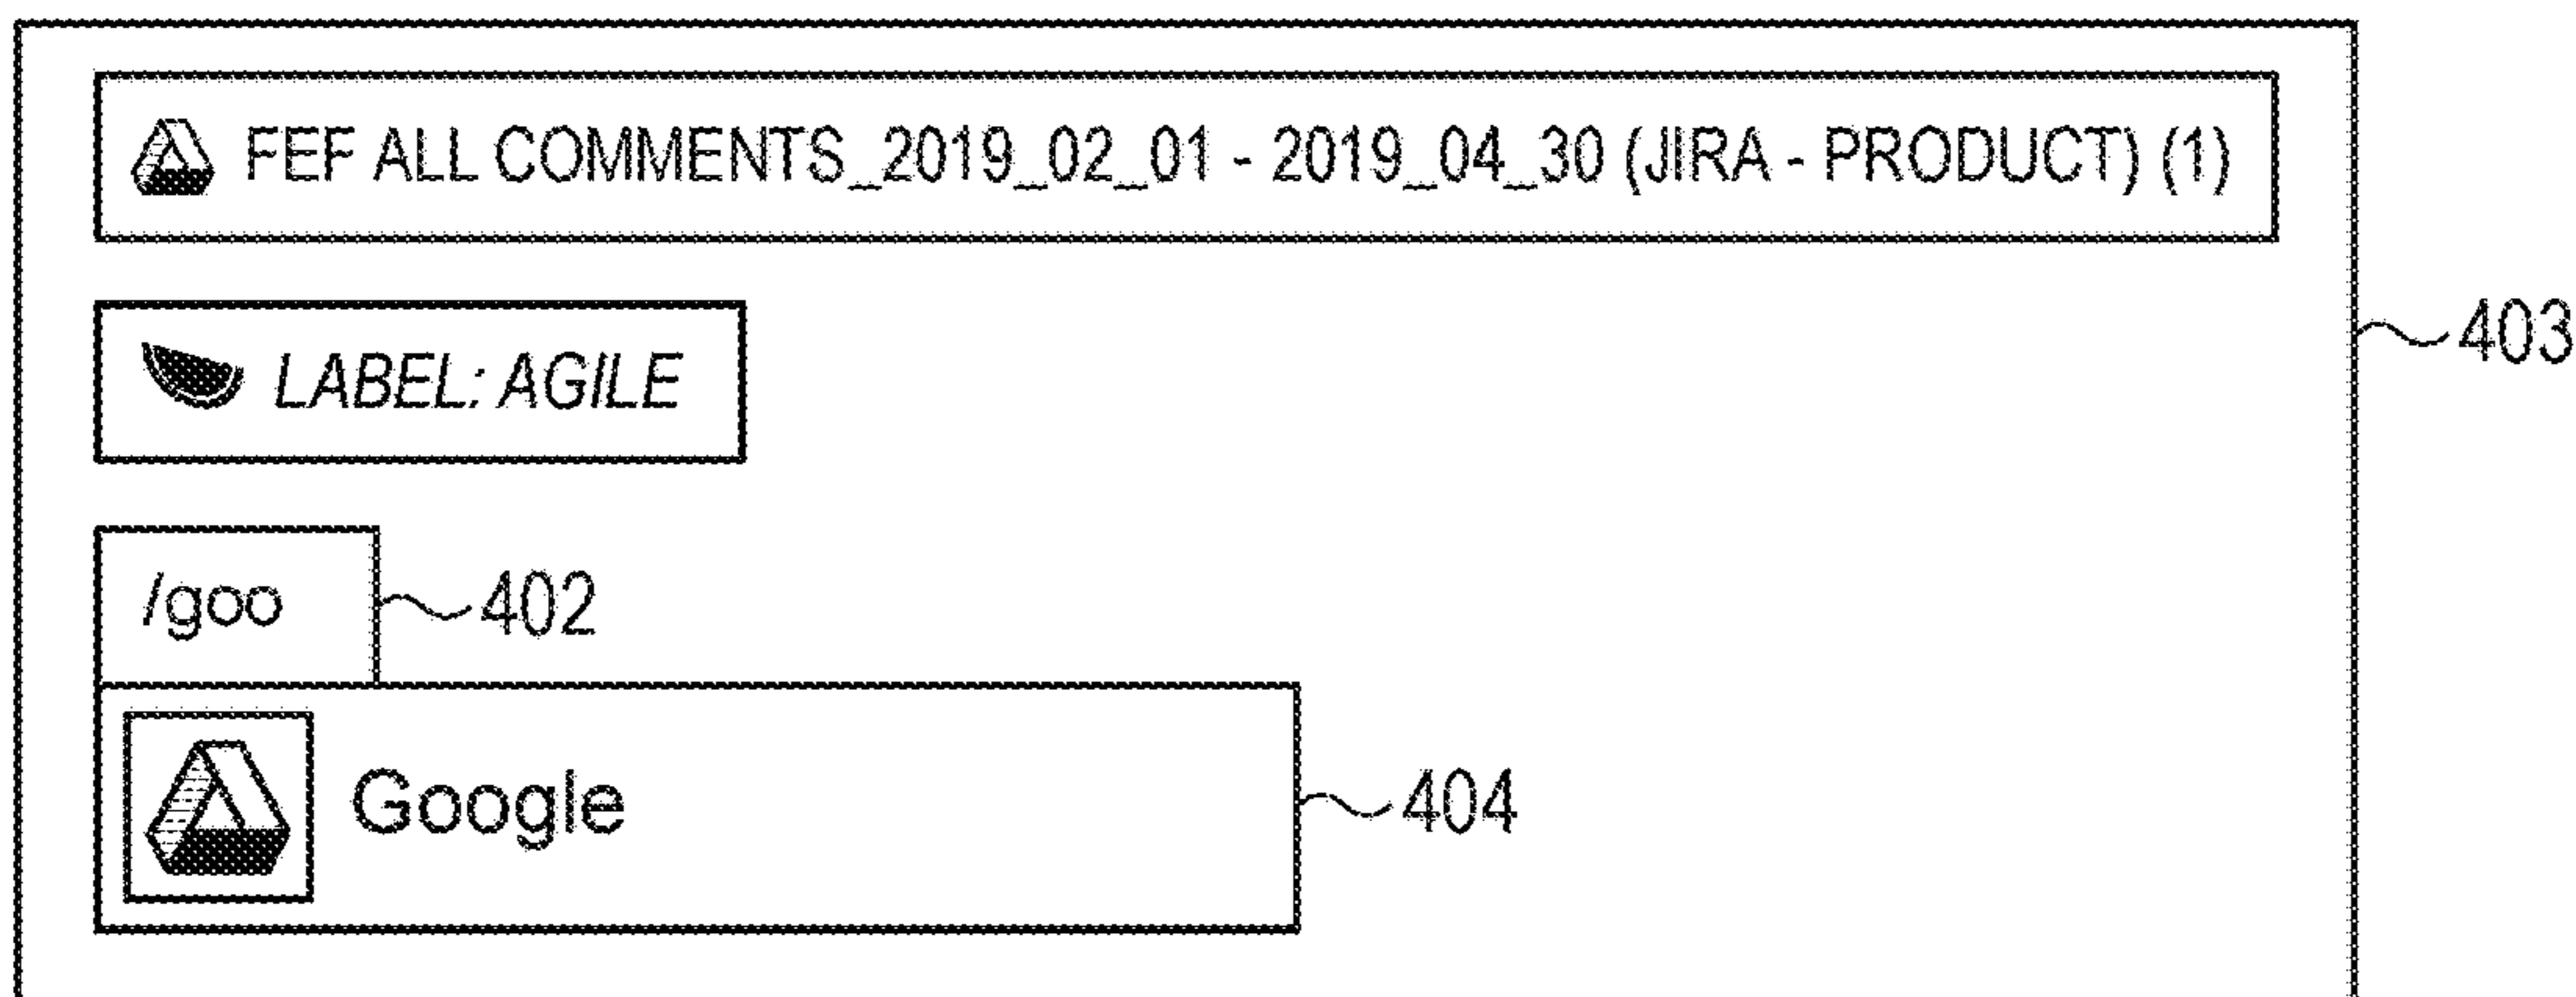 FEF ALL COMMENTS_2019_02_01 - 2019_04_30 (JIRA - PRODUCT) (1)
403
LABEL: AGILE
/goo
402
Google
404